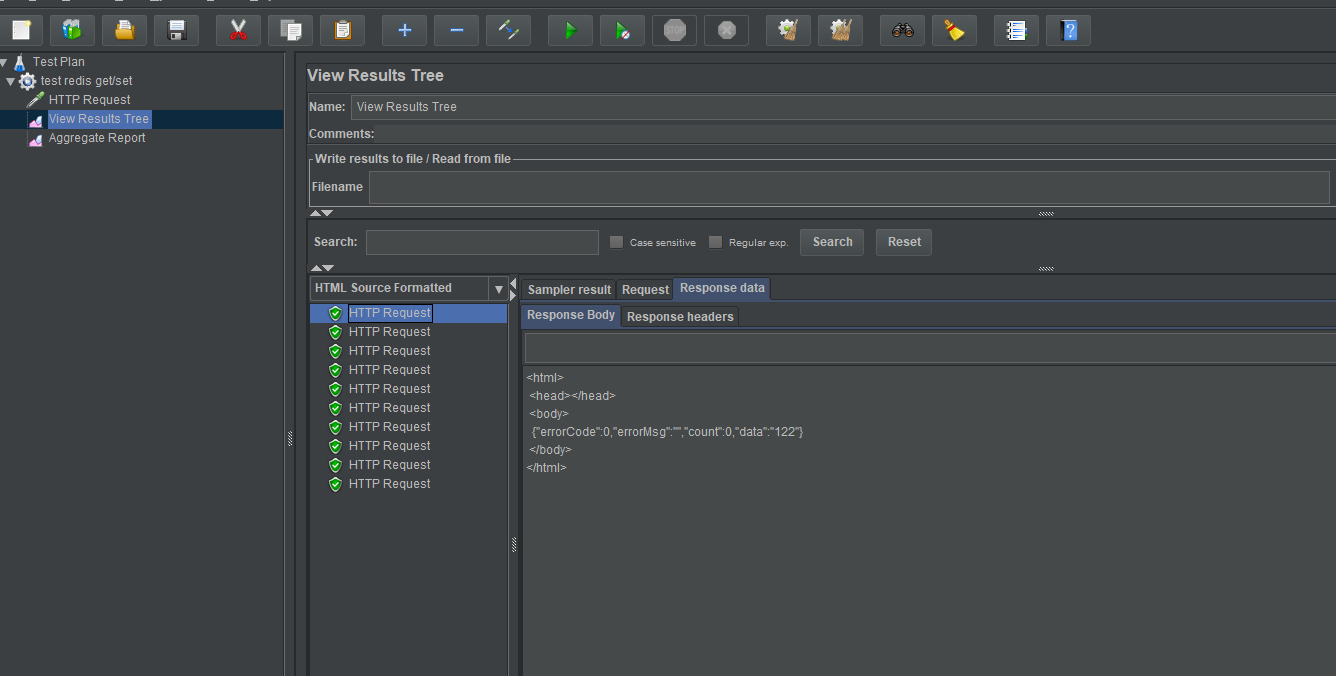 STOP
?
Test Plan
test redis get/set
HTTP Request
View Results Tree
Aggregate Report
View Results Tree
Name: View Results Tree
Comments:
Write results to file / Read from file
Filename
Search: Case sensitive Regular exp. Search Reset
HTML Source Formatted
HTTP Request
HTTP Request
HTTP Request
HTTP Request
HTTP Request
HTTP Request
HTTP Request
HTTP Request
HTTP Request
HTTP Request
Sampler result Request Response data
Response Body Response headers
<html>
<head></head>
<body>
{"errorCode":0,"errorMsg":"","count":0,"data":"122"}
</body>
</html>